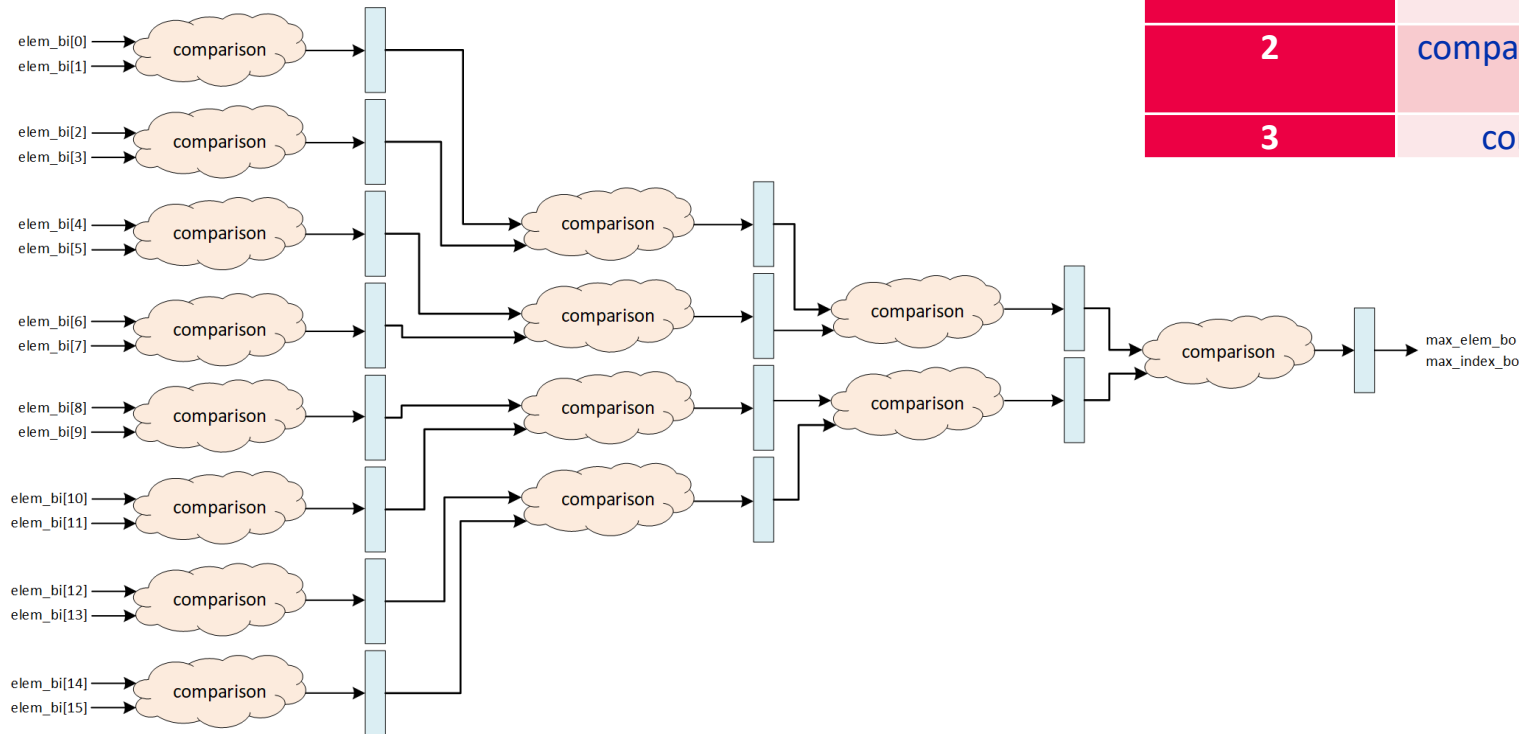 elem_bi[0]
elem_bi[1]
comparison
elem_bi[2]
elem_bi[3]
comparison
elem_bi[4]
elem_bi[5]
comparison
elem_bi[6]
elem_bi[7]
comparison
elem_bi[8]
elem_bi[9]
comparison
elem_bi[10]
elem_bi[11]
comparison
elem_bi[12]
elem_bi[13]
comparison
elem_bi[14]
elem_bi[15]
comparison
comparison
comparison
comparison
comparison
comparison
comparison
comparison
max_elem_bo
max_index_bo
2
compa
3
co